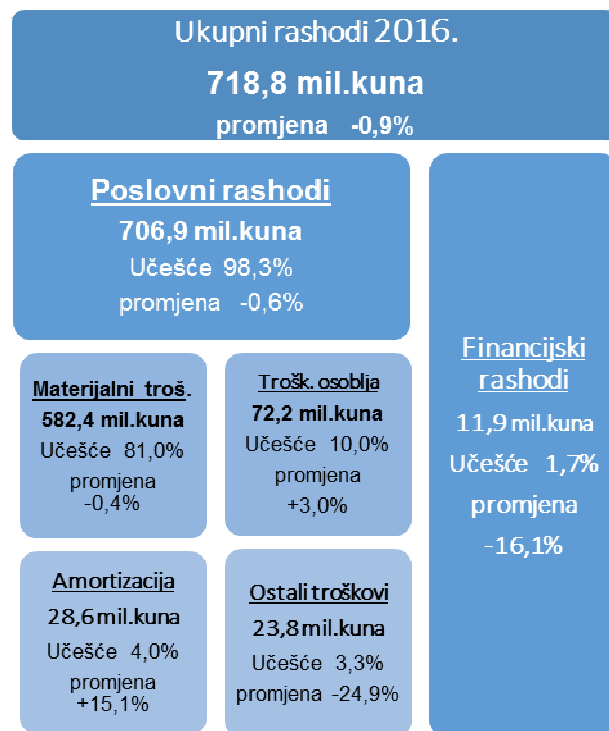 Ukupni rashodi 2016.
718,8 mil.kuna
promjena -0,9%
Poslovni rashodi
706,9 mil.kuna
Učešće 98,3%
promjena -0,6%
Materijalni troš.
582,4 mil.kuna
Učešće 81,0%
promjena
-0,4%
Trošk. osoblja
72,2 mil.kuna
Učešće 10,0%
promjena
+3,0%
Amortizacija
28,6 mil.kuna
Učešće 4,0%
promjena
+15,1%
Ostali troškovi
23,8 mil.kuna
Učešće 3,3%
promjena -24,9%
Financijski
rashodi
11,9 mil.kuna
Učešće 1,7%
promjena
-16,1%